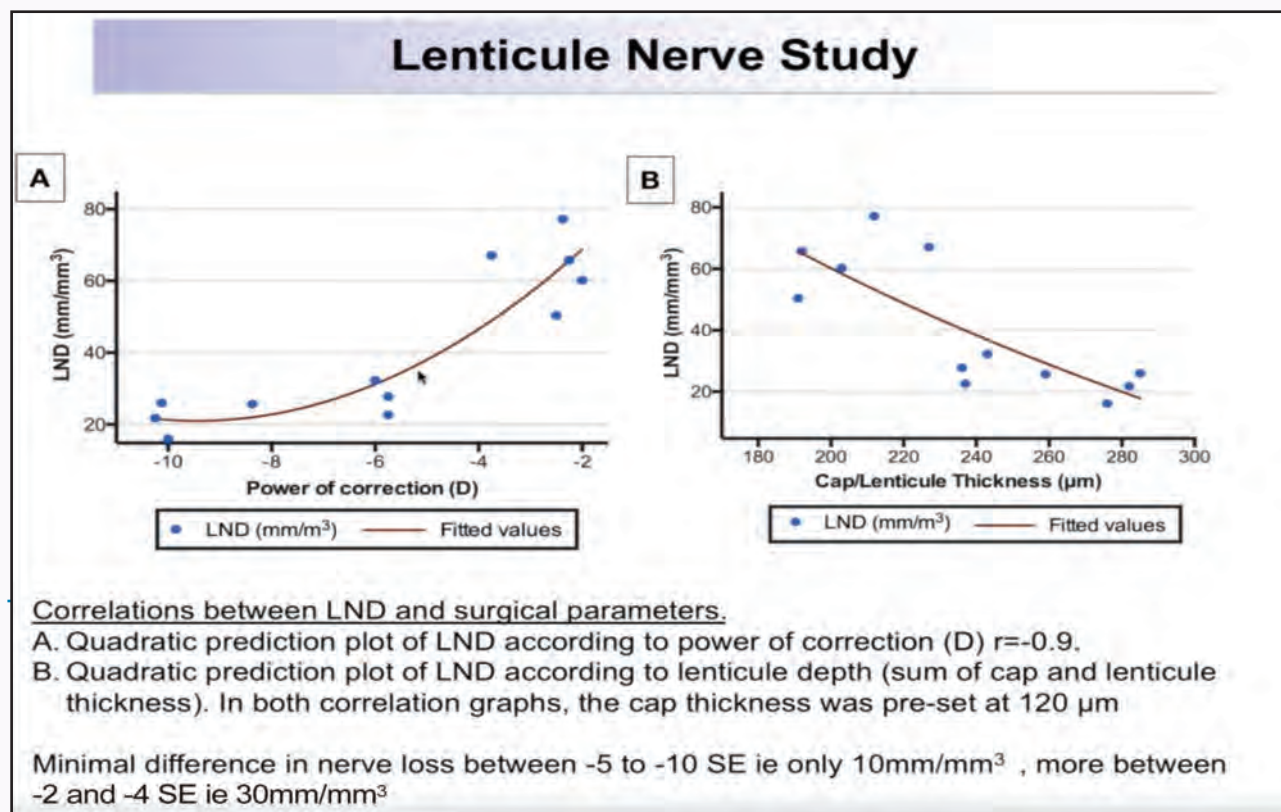 Lenticule Nerve Study
A
LND (mm/mm³)
80
60
40
20
-10
-8
-6
-4
-2
Power of correction (D)
LND (mm/m³)
Fitted values
B
LND (mm/mm³)
80
60
40
20
180
200
220
240
260
280
300
Cap/Lenticule Thickness (µm)
LND (mm/m³)
Fitted values
Correlations between LND and surgical parameters.
A. Quadratic prediction plot of LND according to power of correction (D) r=-0.9.
B. Quadratic prediction plot of LND according to lenticule depth (sum of cap and lenticule
thickness). In both correlation graphs, the cap thickness was pre-set at 120 µm
Minimal difference in nerve loss between -5 to -10 SE ie only 10mm/mm³ , more between
-2 and -4 SE ie 30mm/mm³